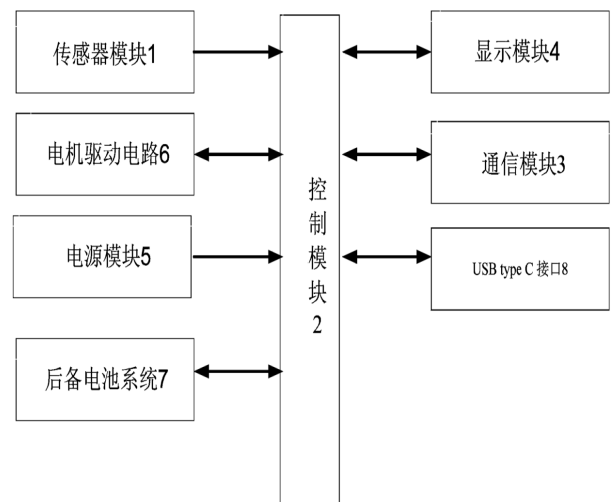 传感器模块1
显示模块4
电机驱动电路6
通信模块3
控制模块2
电源模块5
USB type C 接口8
后备电池系统7